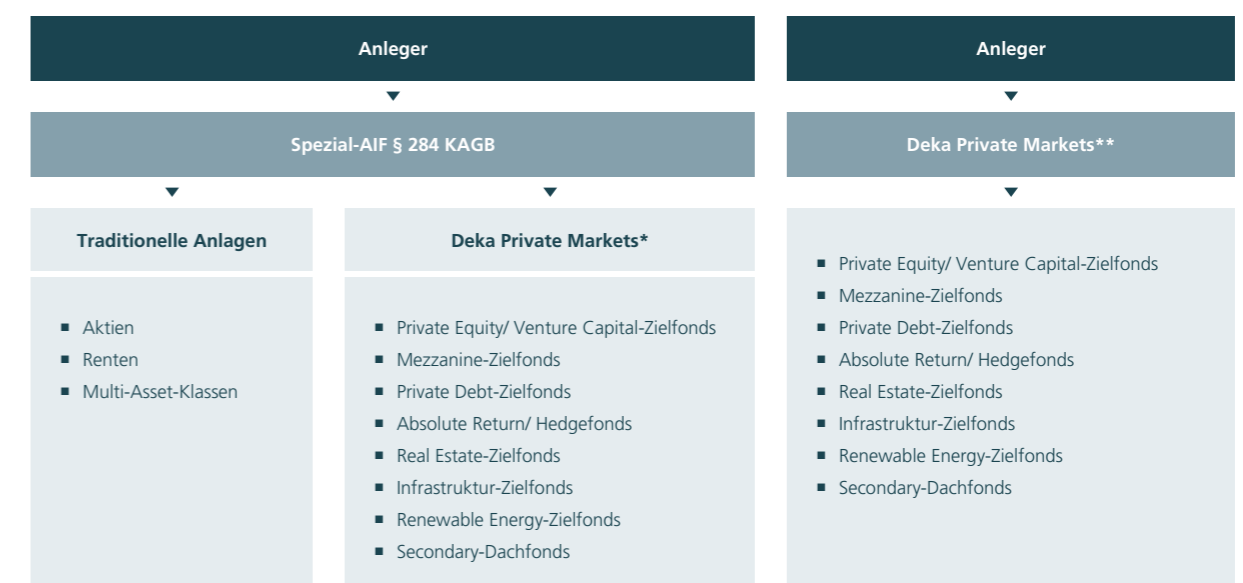 Anleger
Spezial-AIF § 284 KAGB
Traditionelle Anlagen
■ Aktien
■ Renten
■ Multi-Asset-Klassen
Deka Private Markets*
■ Private Equity/ Venture Capital-Zielfonds
■ Mezzanine-Zielfonds
■ Private Debt-Zielfonds
■ Absolute Return/ Hedgefonds
■ Real Estate-Zielfonds
■ Infrastruktur-Zielfonds
■ Renewable Energy-Zielfonds
■ Secondary-Dachfonds
Anleger
Deka Private Markets**
■ Private Equity/ Venture Capital-Zielfonds
■ Mezzanine-Zielfonds
■ Private Debt-Zielfonds
■ Absolute Return/ Hedgefonds
■ Real Estate-Zielfonds
■ Infrastruktur-Zielfonds
■ Renewable Energy-Zielfonds
■ Secondary-Dachfonds